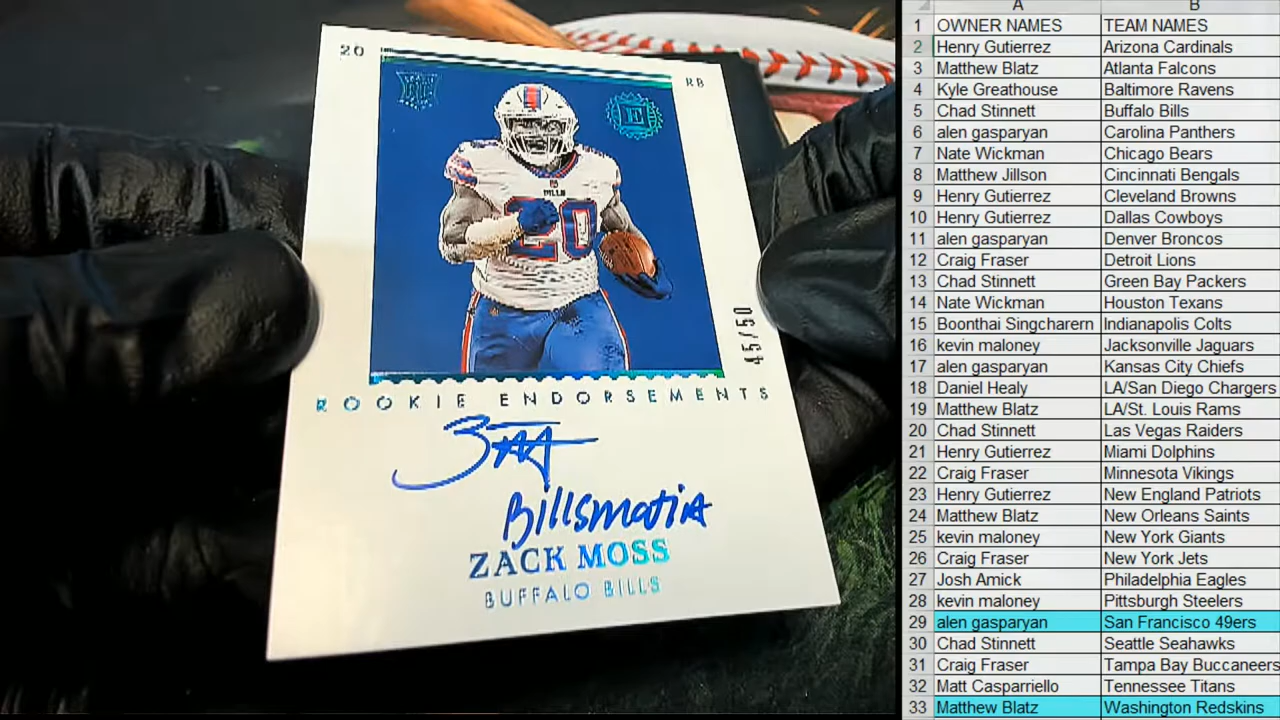 20
RB
BILLS
20
45/50
ROOKIE ENDORSEMENTS
Billsmafia
ZACK MOSS
BUFFALO BILLS
A B
1 OWNER NAMES TEAM NAMES
2 Henry Gutierrez Arizona Cardinals
3 Matthew Blatz Atlanta Falcons
4 Kyle Greathouse Baltimore Ravens
5 Chad Stinnett Buffalo Bills
6 alen gasparyan Carolina Panthers
7 Nate Wickman Chicago Bears
8 Matthew Jillson Cincinnati Bengals
9 Henry Gutierrez Cleveland Browns
10 Henry Gutierrez Dallas Cowboys
11 alen gasparyan Denver Broncos
12 Craig Fraser Detroit Lions
13 Chad Stinnett Green Bay Packers
14 Nate Wickman Houston Texans
15 Boonthai Singcharern Indianapolis Colts
16 kevin maloney Jacksonville Jaguars
17 alen gasparyan Kansas City Chiefs
18 Daniel Healy LA/San Diego Chargers
19 Matthew Blatz LA/St. Louis Rams
20 Chad Stinnett Las Vegas Raiders
21 Henry Gutierrez Miami Dolphins
22 Craig Fraser Minnesota Vikings
23 Henry Gutierrez New England Patriots
24 Matthew Blatz New Orleans Saints
25 kevin maloney New York Giants
26 Craig Fraser New York Jets
27 Josh Amick Philadelphia Eagles
28 kevin maloney Pittsburgh Steelers
29 alen gasparyan San Francisco 49ers
30 Chad Stinnett Seattle Seahawks
31 Craig Fraser Tampa Bay Buccaneers
32 Matt Casparriello Tennessee Titans
33 Matthew Blatz Washington Redskins